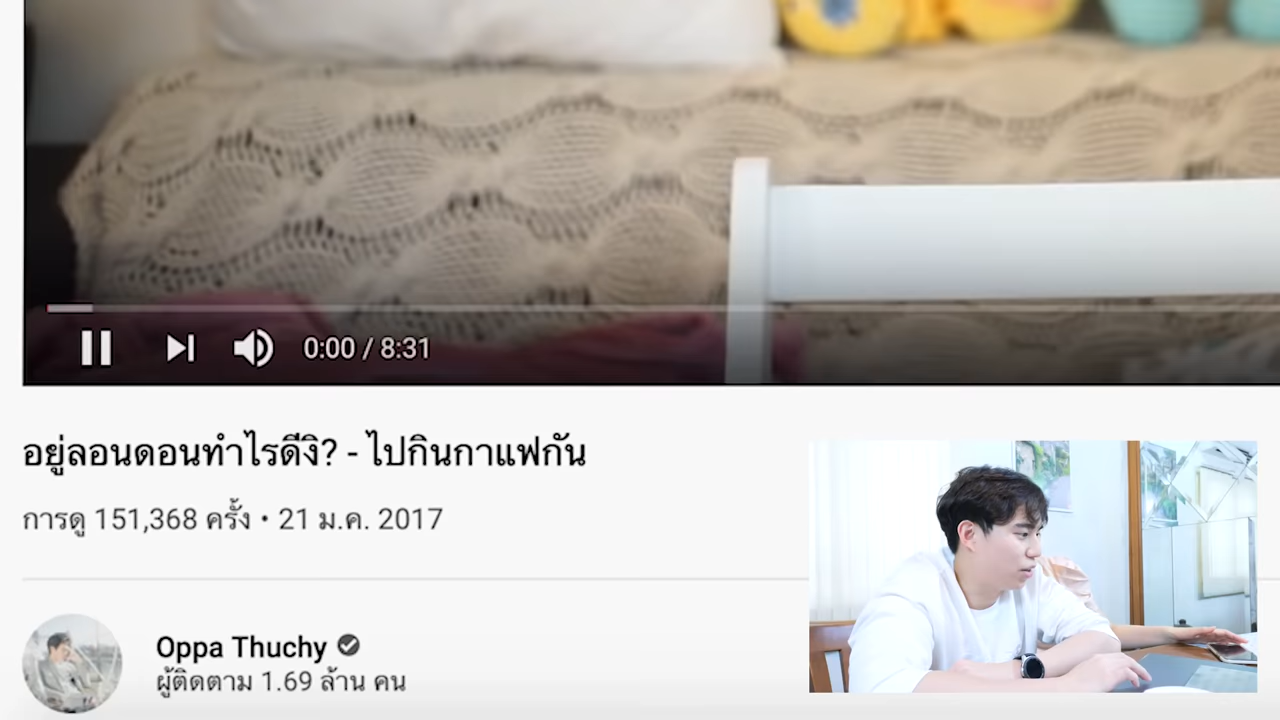 0:00 / 8:31
อยู่ลอนดอนทำไรดีงิ? - ไปกินกาแฟกัน
การดู 151,368 ครั้ง • 21 ม.ค. 2017
Oppa Thuchy
ผู้ติดตาม 1.69 ล้าน คน